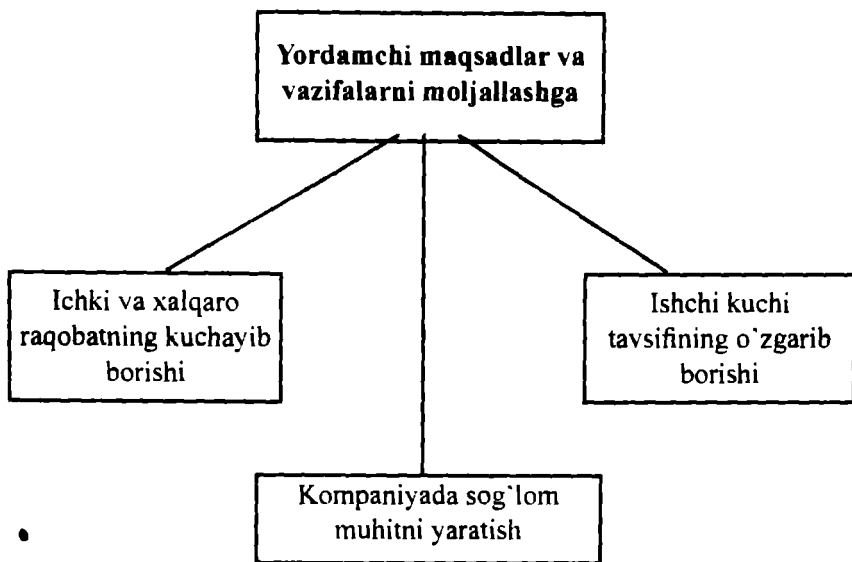 Yordamchi maqsadlar va
vazifalarni moljallashga
Ichki va xalqaro
raqobatning kuchayib
borishi
Ishchi kuchi
tavsifining o`zgarib
borishi
Kompaniyada sog`lom
muhitni yaratish